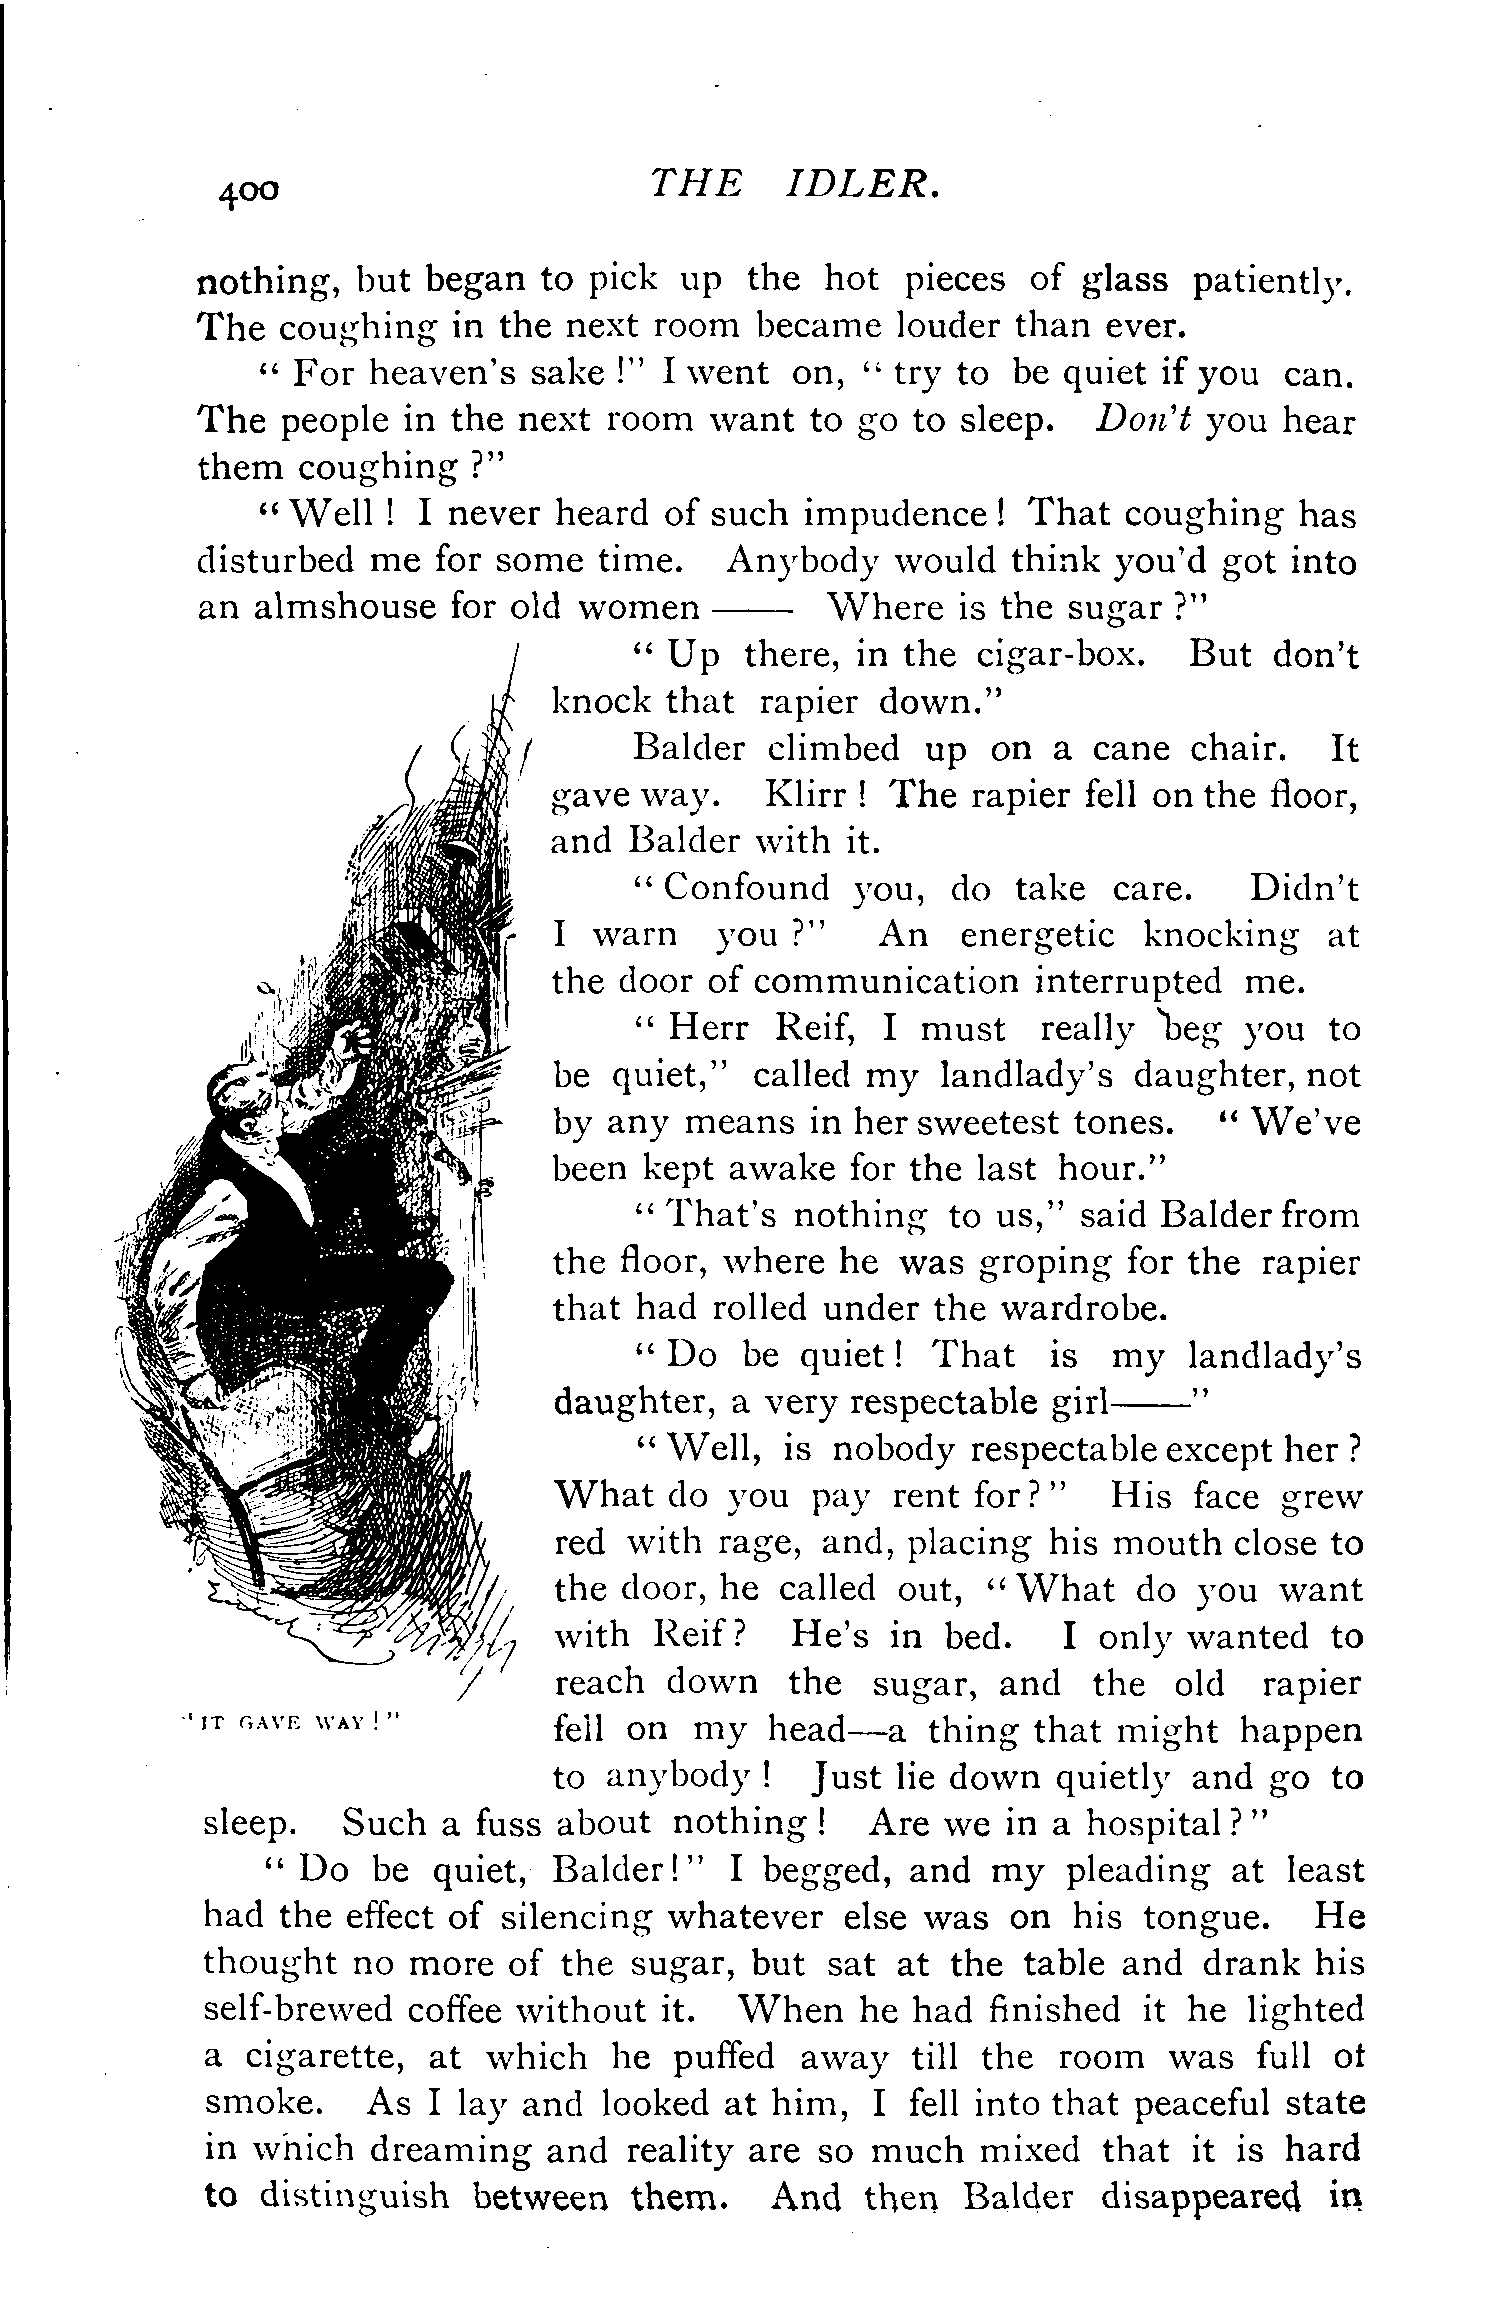 400 THE IDLER.
nothing, but began to pick up the hot pieces of glass patiently.
The coughing in the next room became louder than ever.
“ For heaven's sake !” I went on, “ try to be quiet if you can.
The people in the next room want to go to sleep. Don't you hear
them coughing ?”
“ Well ! I never heard of such impudence ! That coughing has
disturbed me for some time. Anybody would think you'd got into
an almshouse for old women —— Where is the sugar ?”
“ Up there, in the cigar-box. But don't
knock that rapier down.”
Balder climbed up on a cane chair. It
gave way. Klirr ! The rapier fell on the floor,
and Balder with it.
“ Confound you, do take care. Didn't
I warn you ?” An energetic knocking at
the door of communication interrupted me.
“ Herr Reif, I must really beg you to
be quiet,” called my landlady's daughter, not
by any means in her sweetest tones. “ We've
been kept awake for the last hour.”
“ That's nothing to us,” said Balder from
the floor, where he was groping for the rapier
that had rolled under the wardrobe.
“ Do be quiet ! That is my landlady's
daughter, a very respectable girl——”
“ Well, is nobody respectable except her ?
What do you pay rent for ? ” His face grew
red with rage, and, placing his mouth close to
the door, he called out, “ What do you want
with Reif ? He's in bed. I only wanted to
reach down the sugar, and the old rapier
fell on my head—a thing that might happen
to anybody ! Just lie down quietly and go to
sleep. Such a fuss about nothing ! Are we in a hospital ? ”
“ Do be quiet, Balder ! ” I begged, and my pleading at least
had the effect of silencing whatever else was on his tongue. He
thought no more of the sugar, but sat at the table and drank his
self-brewed coffee without it. When he had finished it he lighted
a cigarette, at which he puffed away till the room was full of
smoke. As I lay and looked at him, I fell into that peaceful state
in which dreaming and reality are so much mixed that it is hard
to distinguish between them. And then Balder disappeared in
“ IT GAVE WAY ! ”